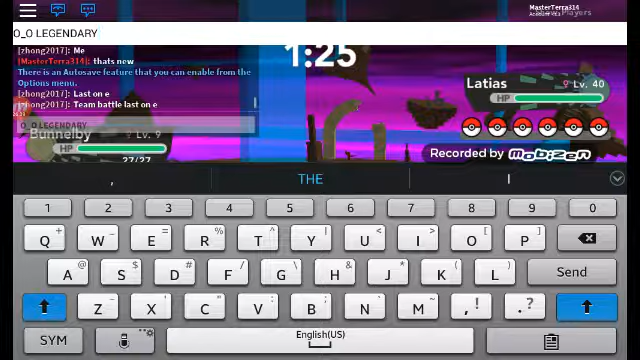 MasterTerra314
O_O LEGENDARY
[zhong2017]: Me
[MasterTerra314]: thats new
There is an Autosave feature that you can enable from the
Options menu.
[zhong2017]: Last on e
[zhong2017]: Team battle last on e
O_O LEGENDARY
1:25
Latias Lv. 40
HP
Bunnelby Lv. 9
HP
27/27
Recorded by mobizen
, THE I
1 2 3 4 5 6 7 8 9 0
Q + W - E = R % T ^ Y | U < I > O [ P ]
A @ S $ D # F / G \ H & J * K ( L ) Send
Z X C V B N M , ! . ?
SYM English(US)